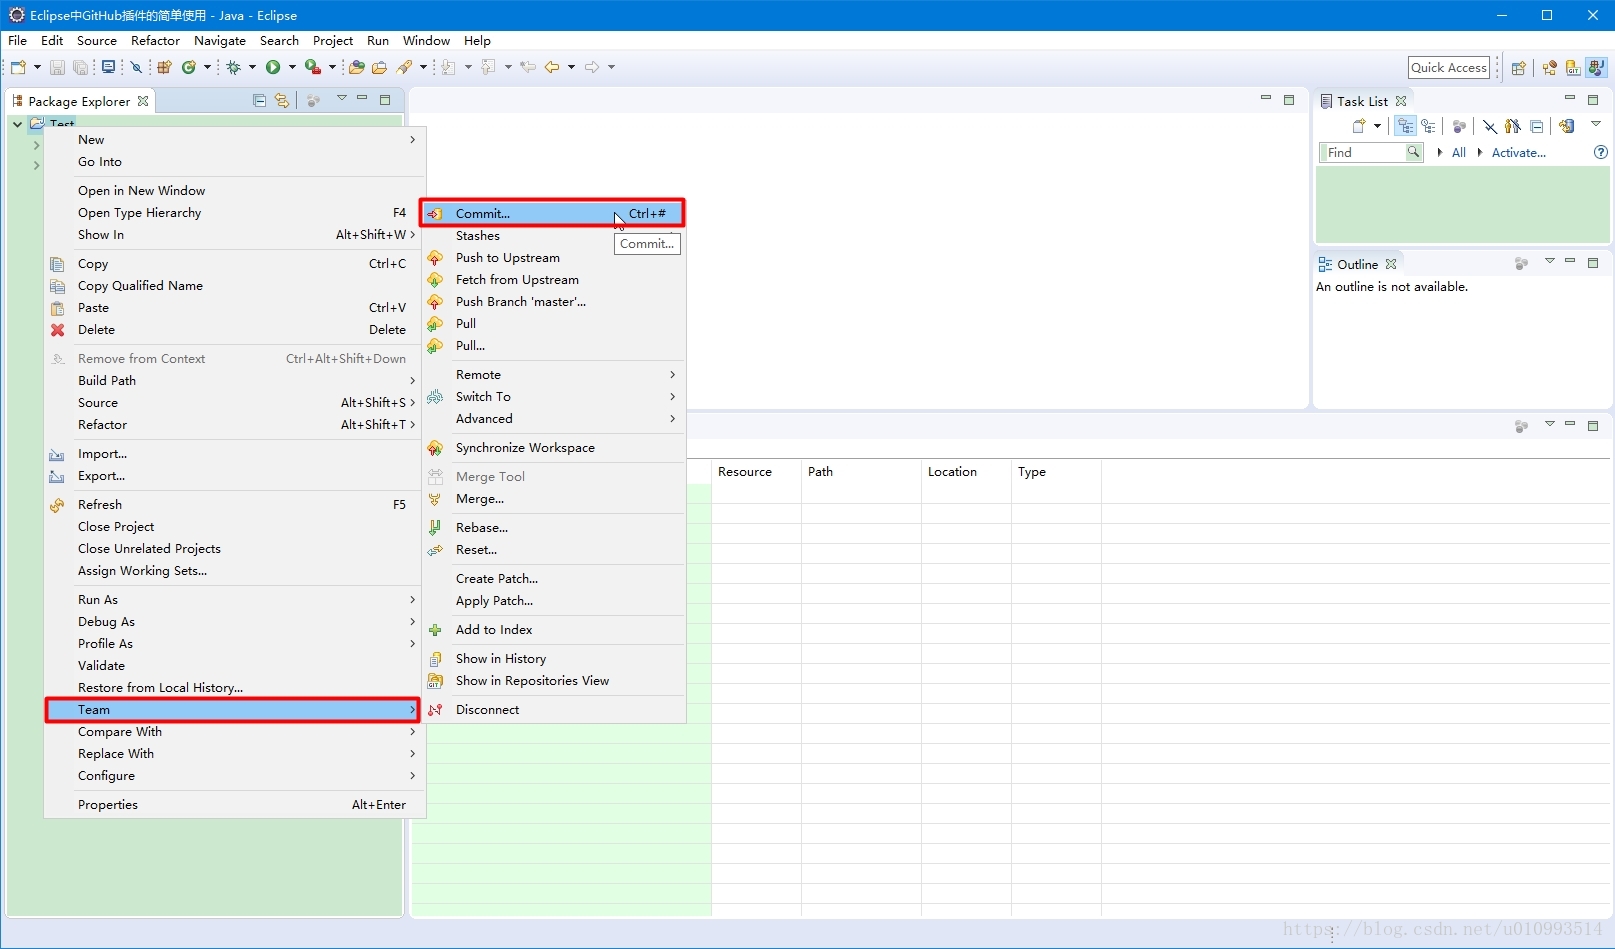 Eclipse中GitHub插件的简单使用 - Java - Eclipse
File Edit Source Refactor Navigate Search Project Run Window Help
Quick Access
Package Explorer
Test
New
Go Into
Open in New Window
Open Type Hierarchy F4
Show In Alt+Shift+W >
Copy Ctrl+C
Copy Qualified Name
Paste Ctrl+V
Delete Delete
Remove from Context Ctrl+Alt+Shift+Down
Build Path
Source Alt+Shift+S >
Refactor Alt+Shift+T >
Import...
Export...
Refresh F5
Close Project
Close Unrelated Projects
Assign Working Sets...
Run As
Debug As
Profile As
Validate
Restore from Local History...
Team
Compare With
Replace With
Configure
Properties Alt+Enter
Commit... Ctrl+#
Stashes
Commit...
Push to Upstream
Fetch from Upstream
Push Branch 'master'...
Pull
Pull...
Remote
Switch To
Advanced
Synchronize Workspace
Merge Tool
Merge...
Rebase...
Reset...
Create Patch...
Apply Patch...
Add to Index
Show in History
GIT Show in Repositories View
Disconnect
Task List
Find All Activate...
Outline
An outline is not available.
Resource Path Location Type
https://blog.csdn.net/u010993514